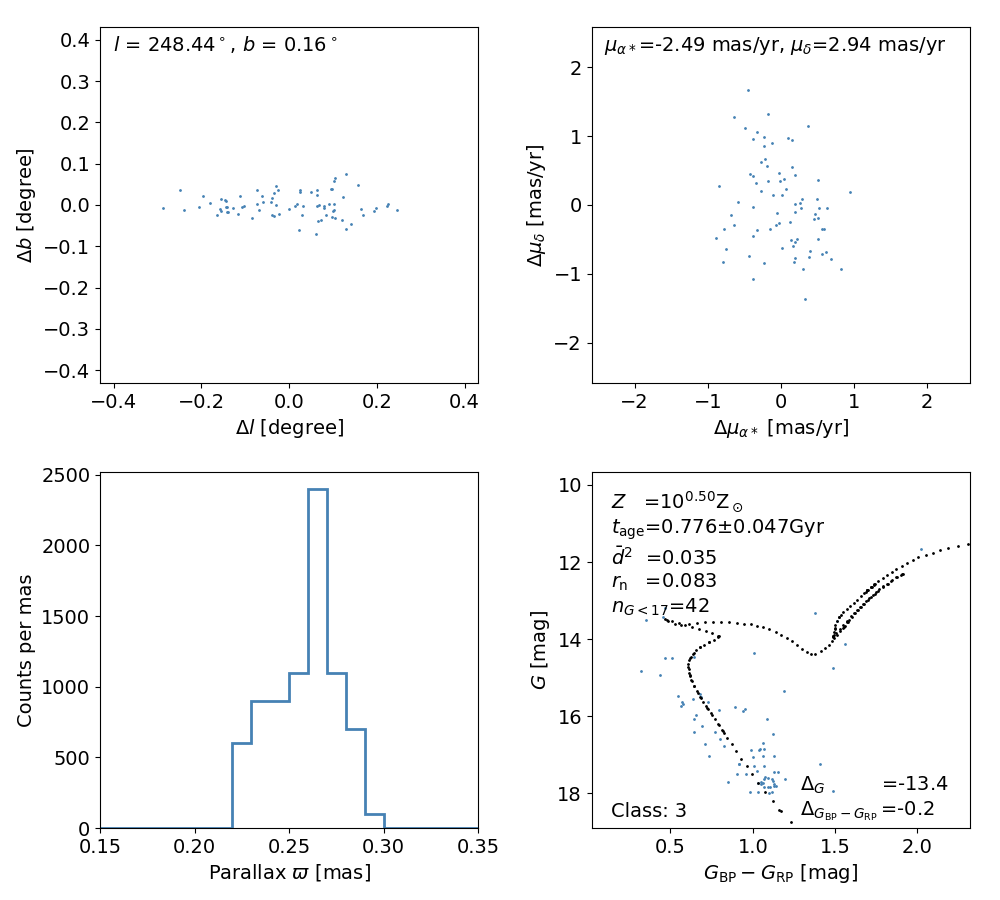 l = 248.44°, b = 0.16°
0.4
0.3
0.2
0.1
0.0
−0.1
−0.2
−0.3
−0.4
Δb [degree]
−0.4 −0.2 0.0 0.2 0.4
Δl [degree]
μα*=-2.49 mas/yr, μδ=2.94 mas/yr
2
1
0
−1
−2
Δμδ [mas/yr]
−2 −1 0 1 2
Δμα* [mas/yr]
2500
2000
1500
1000
500
0
Counts per mas
0.15 0.20 0.25 0.30 0.35
Parallax ϖ [mas]
10
12
14
16
18
G [mag]
Z =10^0.50 Z⊙
tage=0.776±0.047Gyr
d̄² =0.035
rn =0.083
nG<17=42
ΔG =-13.4
ΔGBP−GRP=-0.2
Class: 3
0.5 1.0 1.5 2.0
GBP − GRP [mag]